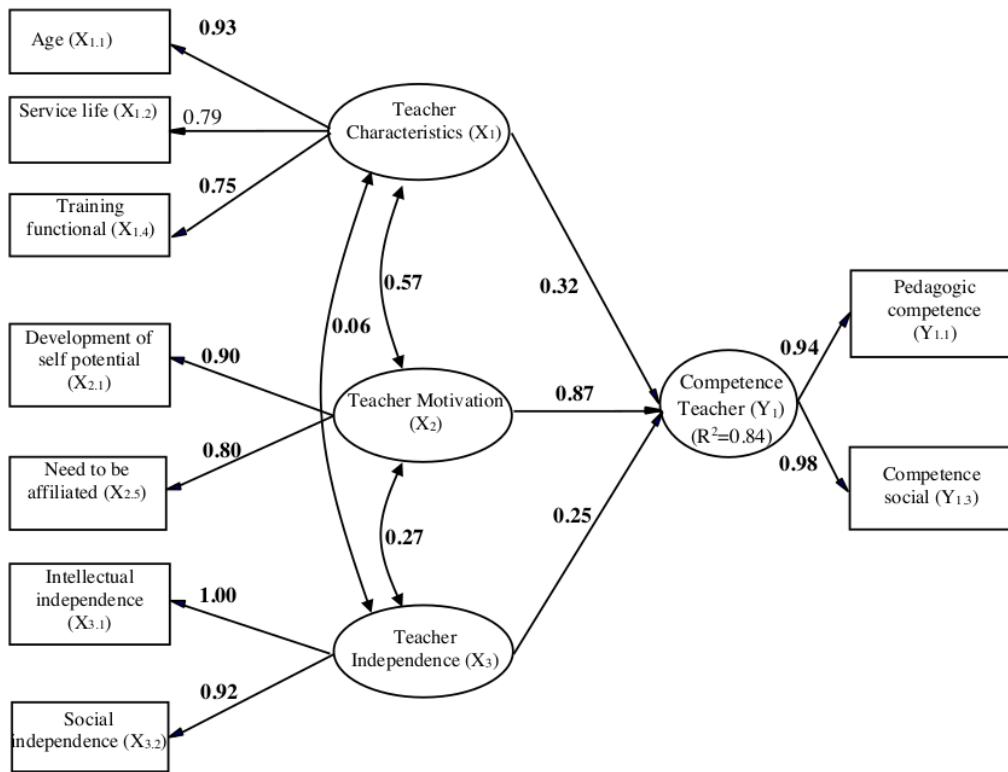 Age (X1.1)
0.93
Service life (X1.2)
0.79
Training
functional (X1.4)
0.75
Teacher
Characteristics (X1)
0.57
0.06
0.32
Development of
self potential
(X2.1)
0.90
Teacher Motivation
(X2)
0.87
Need to be
affiliated (X2.5)
0.80
0.27
0.25
Intellectual
independence
(X3.1)
1.00
Teacher
Independence (X3)
Social
independence (X3.2)
0.92
Competence
Teacher (Y1)
(R²=0.84)
Pedagogic
competence
(Y1.1)
0.94
Competence
social (Y1.3)
0.98